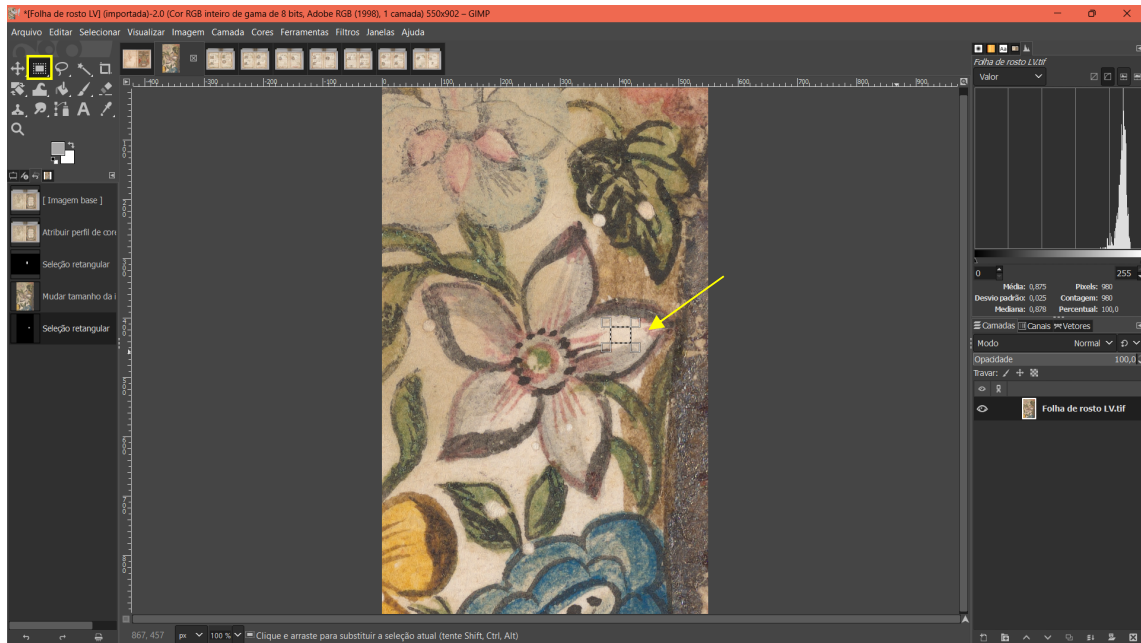 *[Folha de rosto LV] (importada)-2.0 (Cor RGB inteiro de gama de 8 bits, Adobe RGB (1998), 1 camada) 550x902 – GIMP
Arquivo Editar Selecionar Visualizar Imagem Camada Cores Ferramentas Filtros Janelas Ajuda
Folha de rosto LV.tif
Valor
[ Imagem base ]
Atribuir perfil de core
Seleção retangular
Mudar tamanho da i
Seleção retangular
0 255
Média: 0,875 Pixels: 980
Desvio padrão: 0,025 Contagem: 980
Mediana: 0,878 Percentual: 100,0
Camadas Canais Vetores
Modo Normal
Opacidade 100,0
Travar:
Folha de rosto LV.tif
867, 457 px 100 % Clique e arraste para substituir a seleção atual (tente Shift, Ctrl, Alt)